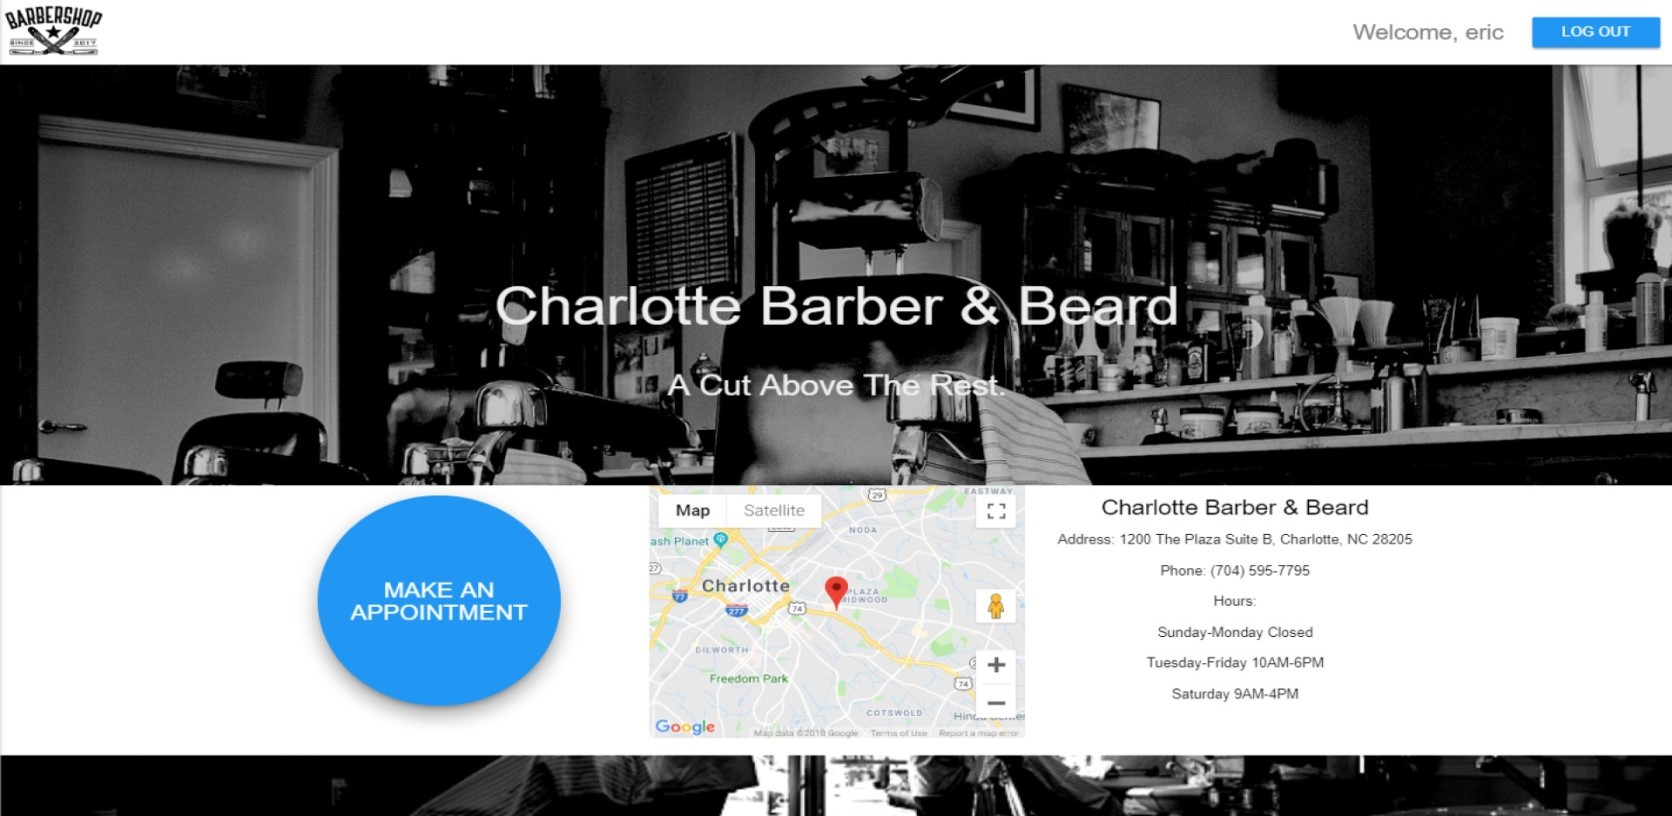 BARBERSHOP
SINCE 2017
Welcome, eric
LOG OUT
Charlotte Barber & Beard
A Cut Above The Rest.
MAKE AN
APPOINTMENT
Map
Satellite
29
EASTWAY
NODA
ash Planet
27
Charlotte
77
277
74
PLAZA
MIDWOOD
DILWORTH
Freedom Park
74
COTSWOLD
Hindu Center
Google
Map data ©2018 Google
Terms of Use
Report a map error
Charlotte Barber & Beard
Address: 1200 The Plaza Suite B, Charlotte, NC 28205
Phone: (704) 595-7795
Hours:
Sunday-Monday Closed
Tuesday-Friday 10AM-6PM
Saturday 9AM-4PM